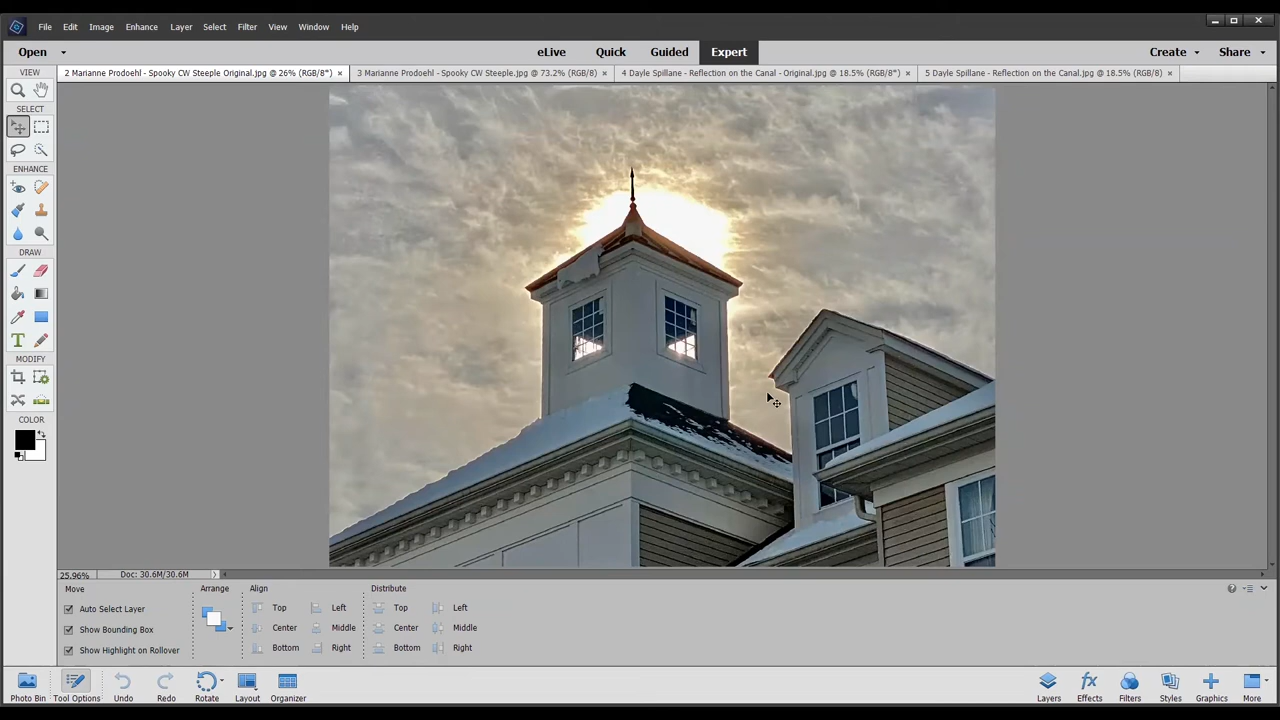 File Edit Image Enhance Layer Select Filter View Window Help
Open eLive Quick Guided Expert Create Share
2 Marianne Prodoehl - Spooky CW Steeple Original.jpg @ 26% (RGB/8*) × 3 Marianne Prodoehl - Spooky CW Steeple.jpg @ 73.2% (RGB/8) × 4 Dayle Spillane - Reflection on the Canal - Original.jpg @ 18.5% (RGB/8*) × 5 Dayle Spillane - Reflection on the Canal.jpg @ 18.5% (RGB/8) ×
VIEW
SELECT
ENHANCE
DRAW
T
MODIFY
COLOR
25.96% Doc: 30.6M/30.6M
Move Arrange Align Distribute
Auto Select Layer Top Left Top Left
Show Bounding Box Center Middle Center Middle
Show Highlight on Rollover Bottom Right Bottom Right
Photo Bin Tool Options Undo Redo Rotate Layout Organizer Layers Effects Filters Styles Graphics More